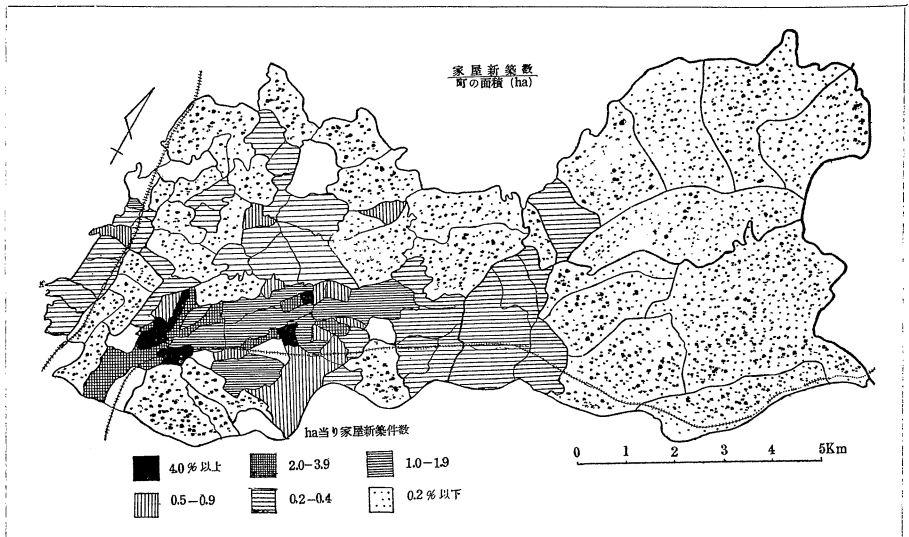 家屋新築数
町の面積(ha)
ha当り家屋新築件数
4.0%以上
2.0-3.9
1.0-1.9
0.5-0.9
0.2-0.4
0.2%以下
0 1 2 3 4 5Km